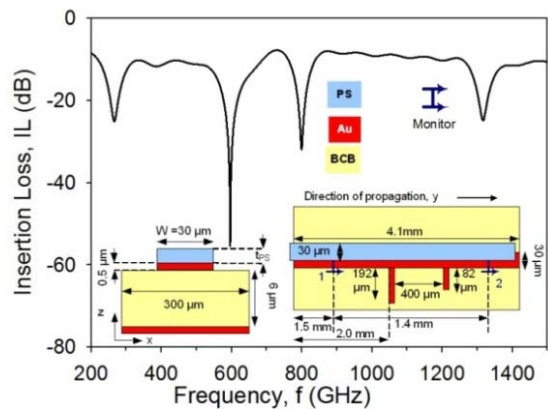 0
-20
-40
-60
-80
Insertion Loss, IL (dB)
200
400
600
800
1000
1200
1400
Frequency, f (GHz)
PS
Au
BCB
Monitor
Direction of propagation, y
4.1mm
W =30 µm
tPS
0.5 µm
6 µm
300 µm
z
x
30 µm
30 µm
1
2
192
µm
400 µm
82
µm
1.5 mm
1.4 mm
2.0 mm